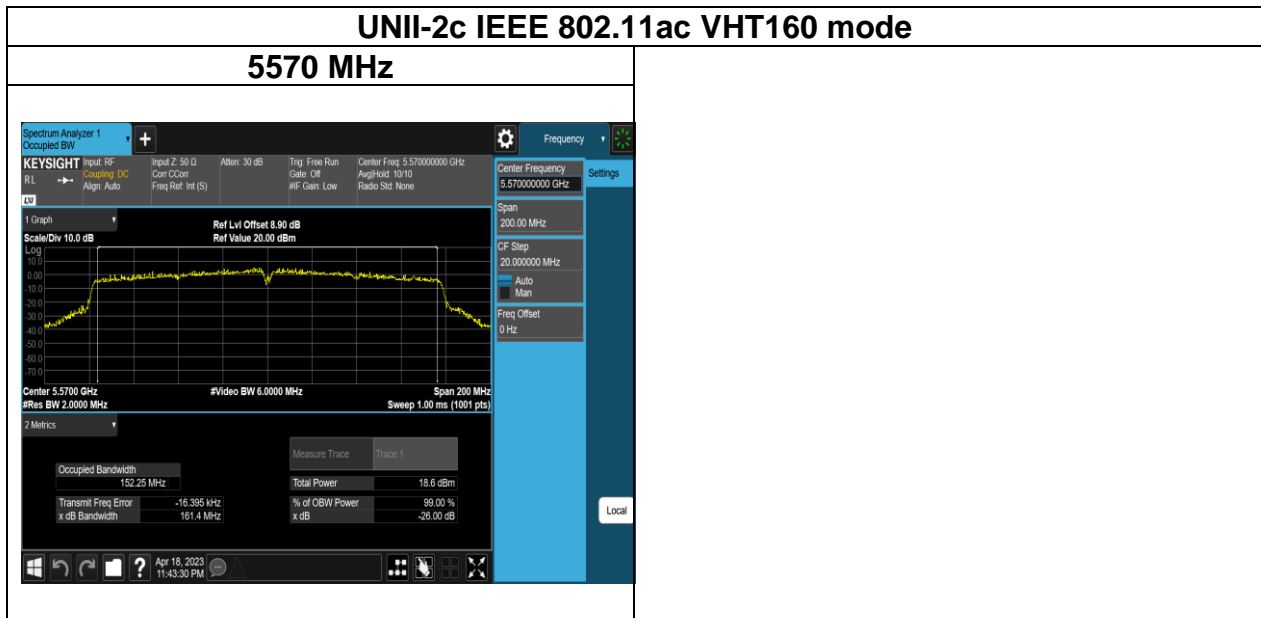 UNII-2c IEEE 802.11ac VHT160 mode
5570 MHz
Spectrum Analyzer 1
Occupied BW
Frequency
KEYSIGHT
Input: RF
Coupling: DC
Align: Auto
Input Z: 50 Ω
Corr CCorr
Freq Ref: Int (S)
Atten: 30 dB
Trig: Free Run
Gate: Off
#IF Gain: Low
Center Freq: 5.570000000 GHz
Avg|Hold: 10/10
Radio Std: None
RL
LXI
Center Frequency
5.570000000 GHz
Settings
Span
200.00 MHz
CF Step
20.000000 MHz
Auto
Man
Freq Offset
0 Hz
1 Graph
Scale/Div 10.0 dB
Ref Lvl Offset 8.90 dB
Ref Value 20.00 dBm
Log
10.0
0.00
-10.0
-20.0
-30.0
-40.0
-50.0
-60.0
-70.0
Center 5.5700 GHz
#Video BW 6.0000 MHz
Span 200 MHz
#Res BW 2.0000 MHz
Sweep 1.00 ms (1001 pts)
2 Metrics
Measure Trace
Trace 1
Occupied Bandwidth
152.25 MHz
Total Power
18.6 dBm
Transmit Freq Error
-16.395 kHz
% of OBW Power
99.00 %
x dB Bandwidth
161.4 MHz
x dB
-26.00 dB
Local
?
Apr 18, 2023
11:43:30 PM